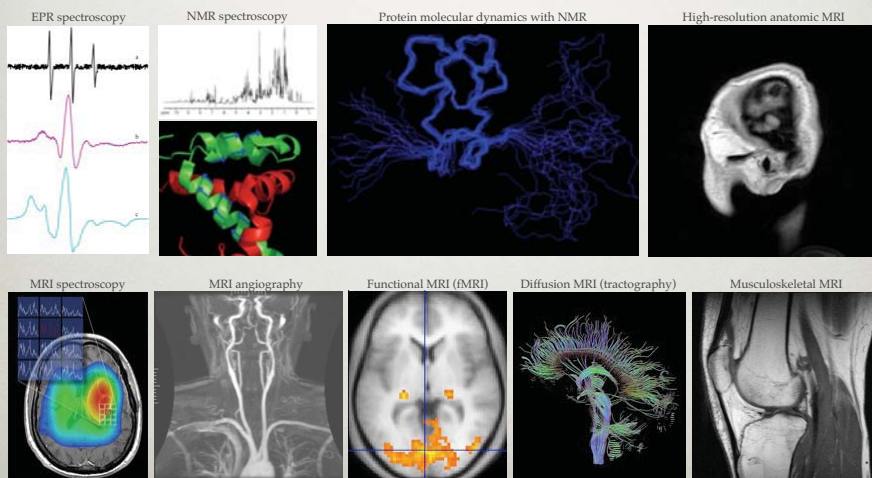 EPR spectroscopy
NMR spectroscopy
Protein molecular dynamics with NMR
High-resolution anatomic MRI
a
b
c
MRI spectroscopy
MRI angiography
Functional MRI (fMRI)
Diffusion MRI (tractography)
Musculoskeletal MRI